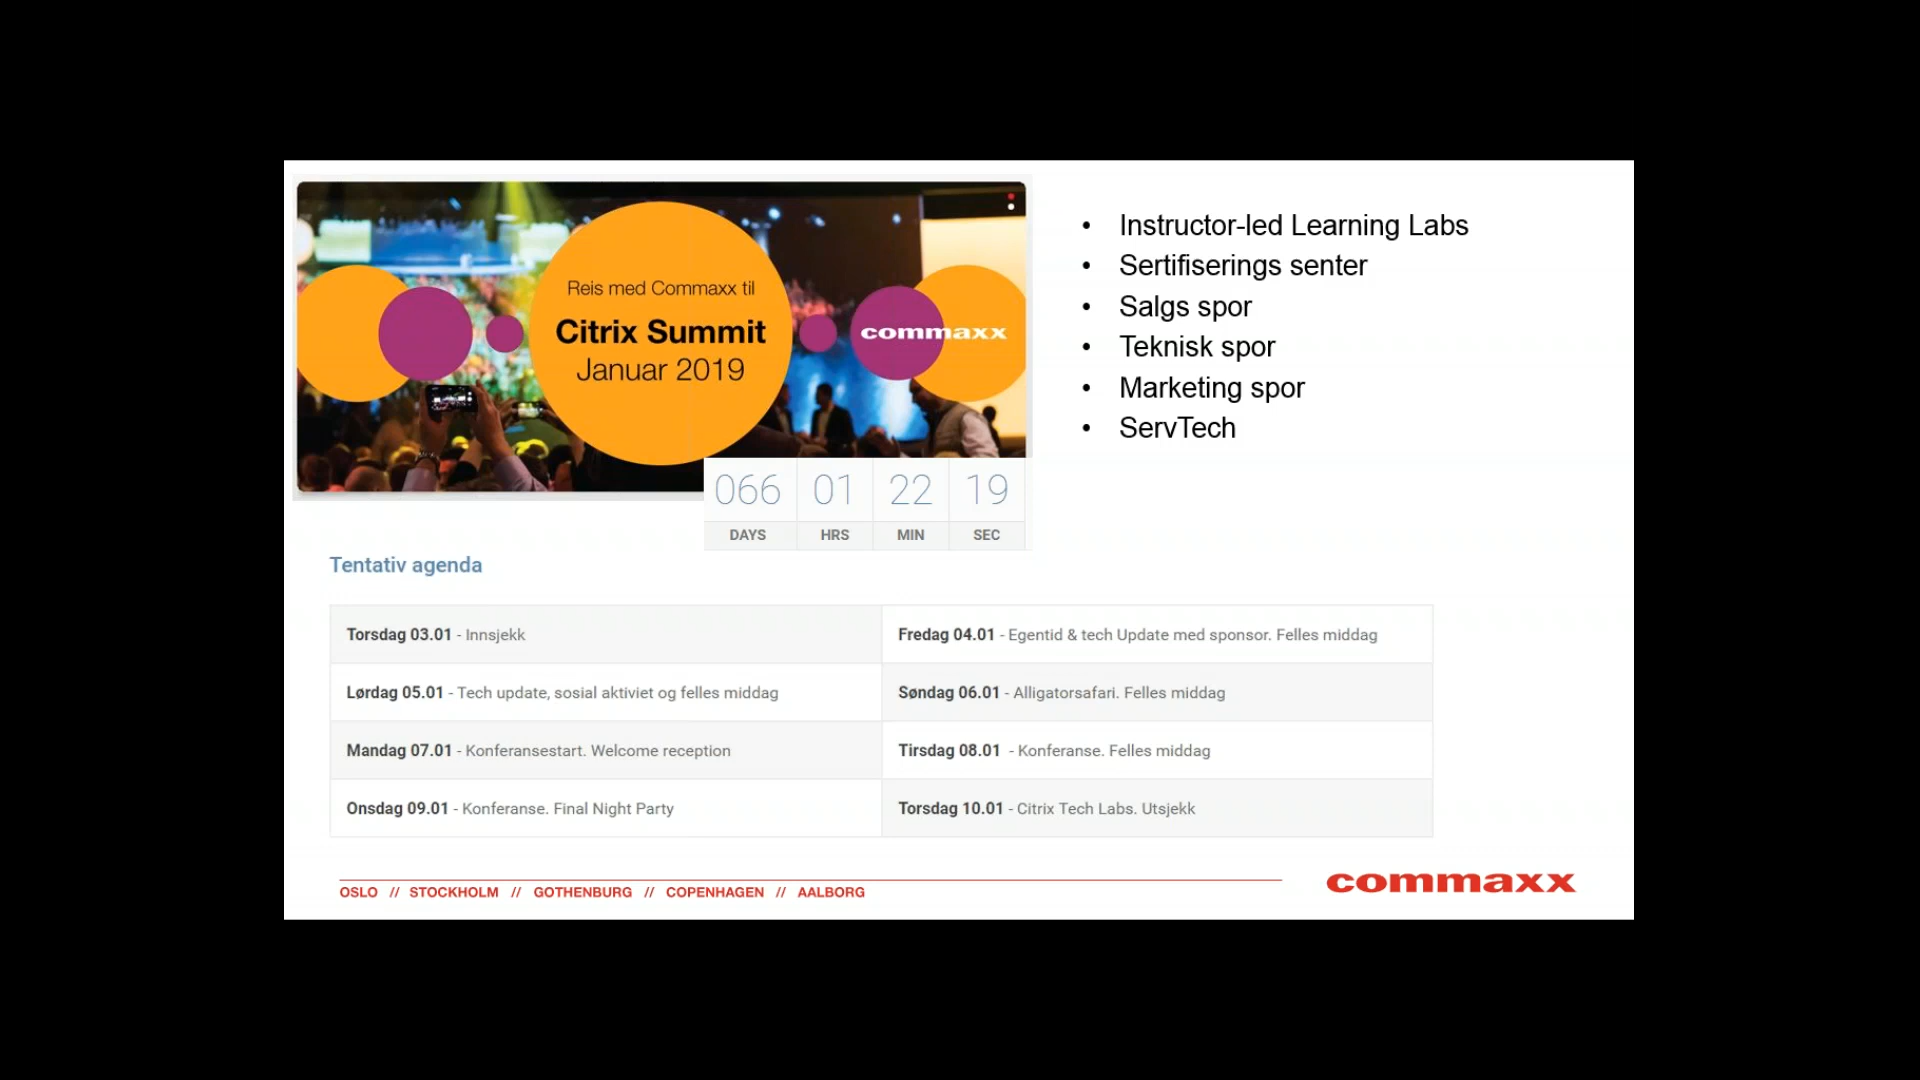 Reis med Commaxx til
Citrix Summit
Januar 2019
commaxx
• Instructor-led Learning Labs
• Sertifiserings senter
• Salgs spor
• Teknisk spor
• Marketing spor
• ServTech
066 01 22 19
DAYS HRS MIN SEC
Tentativ agenda
Torsdag 03.01 - Innsjekk
Fredag 04.01 - Egentid & tech Update med sponsor. Felles middag
Lørdag 05.01 - Tech update, sosial aktiviet og felles middag
Søndag 06.01 - Alligatorsafari. Felles middag
Mandag 07.01 - Konferansestart. Welcome reception
Tirsdag 08.01 - Konferanse. Felles middag
Onsdag 09.01 - Konferanse. Final Night Party
Torsdag 10.01 - Citrix Tech Labs. Utsjekk
OSLO // STOCKHOLM // GOTHENBURG // COPENHAGEN // AALBORG
commaxx